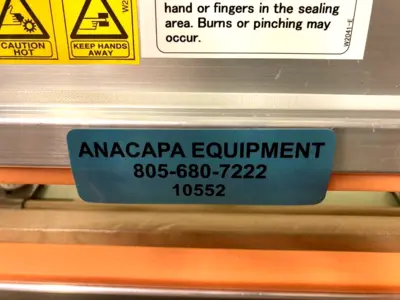 CAUTION
HOT
KEEP HANDS
AWAY
hand or fingers in the sealing
area. Burns or pinching may
occur.
W2041-E
ANACAPA EQUIPMENT
805-680-7222
10552